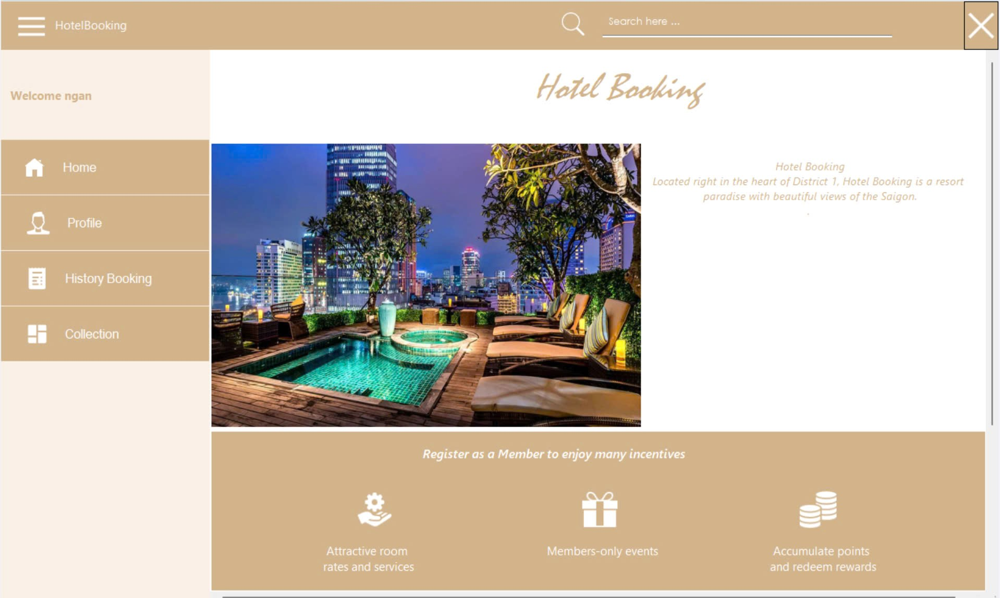 HotelBooking
Search here ...
Welcome ngan
Home
Profile
History Booking
Collection
Hotel Booking
Hotel Booking
Located right in the heart of District 1, Hotel Booking is a resort
paradise with beautiful views of the Saigon.
.
Register as a Member to enjoy many incentives
Attractive room
rates and services
Members-only events
Accumulate points
and redeem rewards